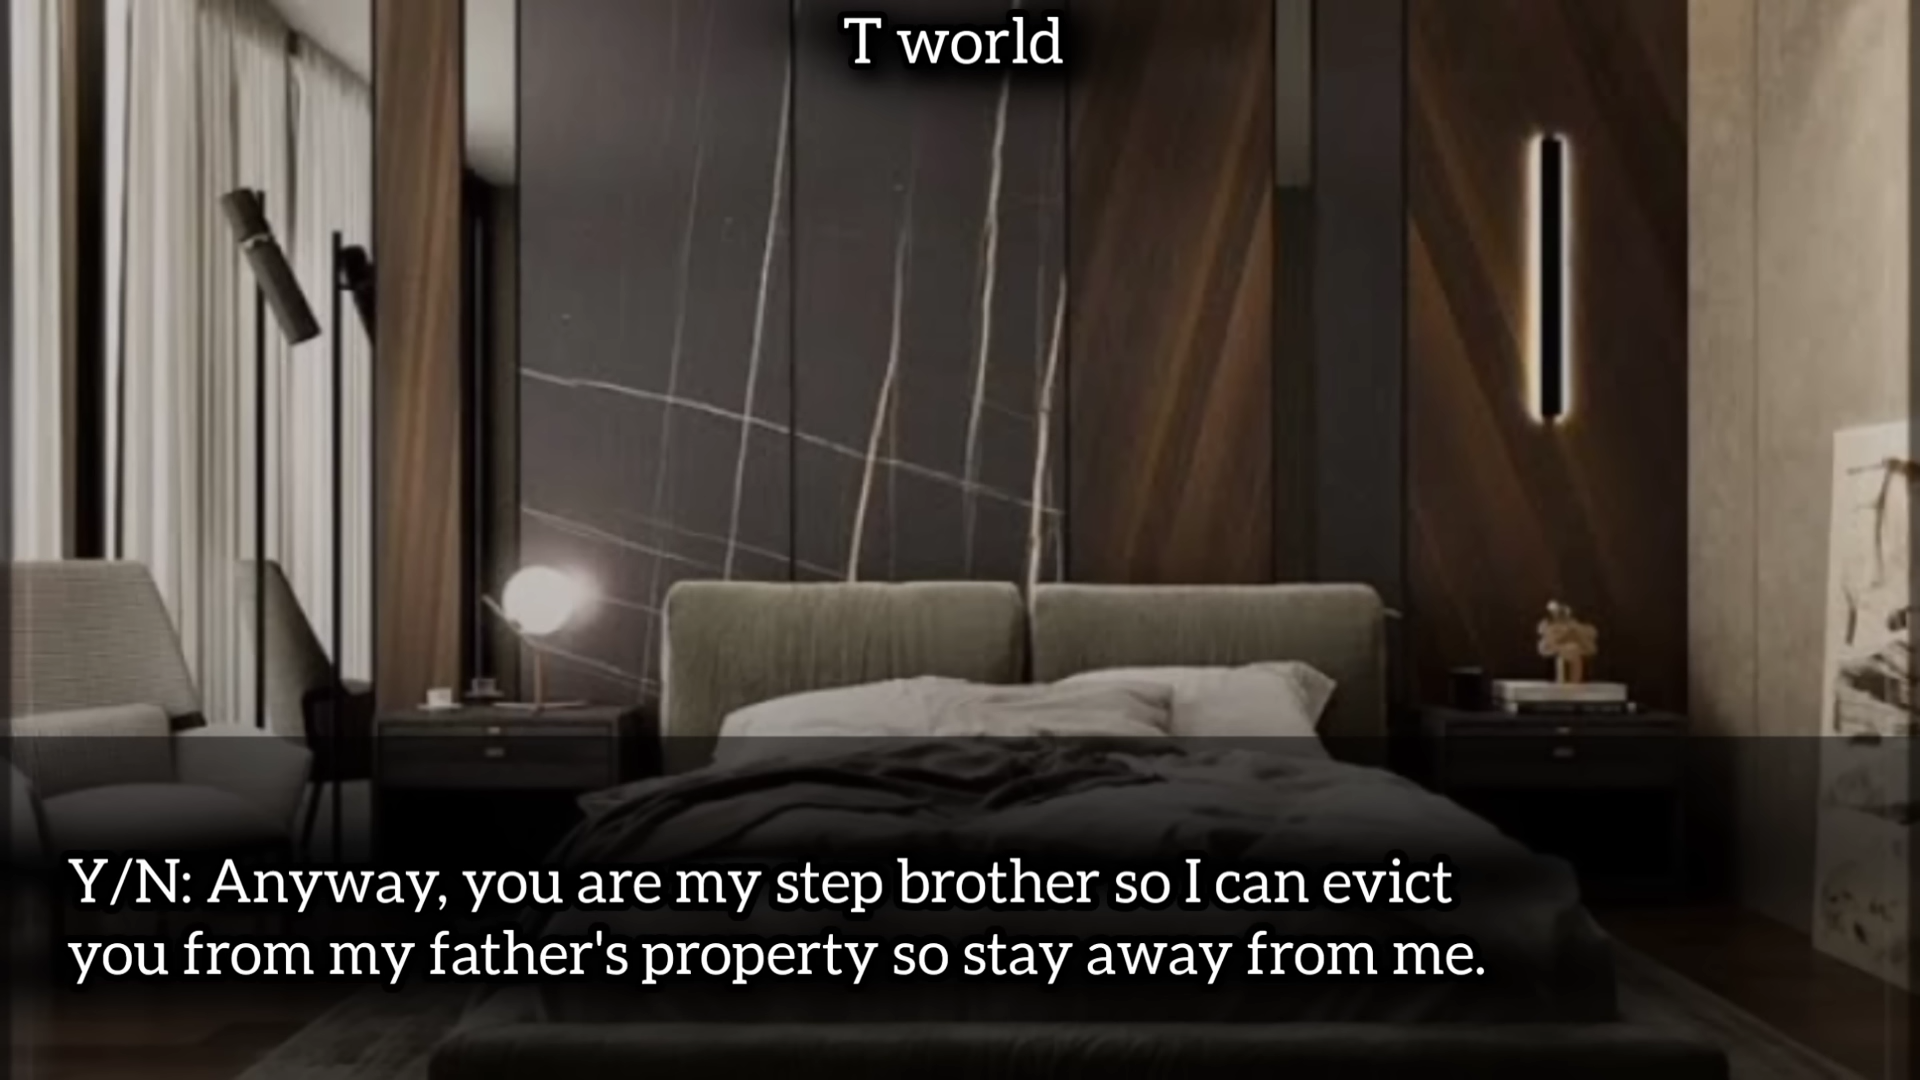 T world
Y/N: Anyway, you are my step brother so I can evict
you from my father's property so stay away from me.